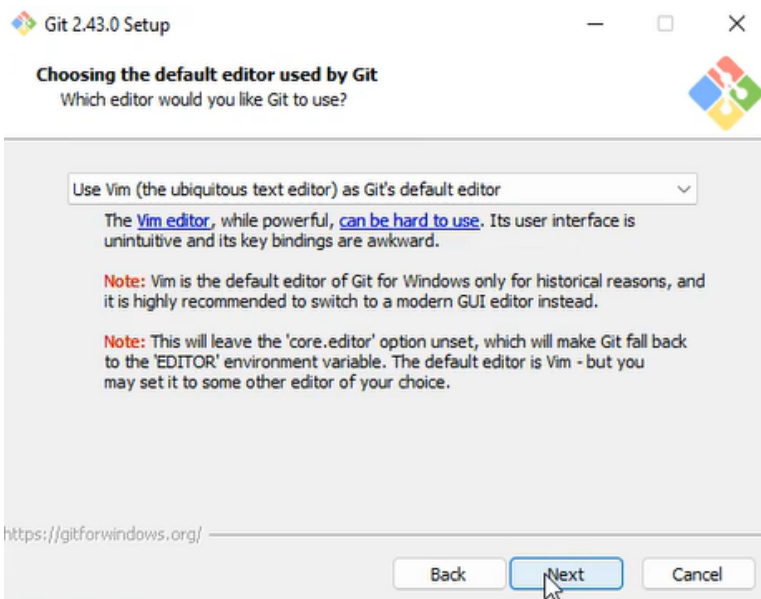 Git 2.43.0 Setup
Choosing the default editor used by Git
Which editor would you like Git to use?
Use Vim (the ubiquitous text editor) as Git's default editor
The Vim editor, while powerful, can be hard to use. Its user interface is
unintuitive and its key bindings are awkward.
Note: Vim is the default editor of Git for Windows only for historical reasons, and
it is highly recommended to switch to a modern GUI editor instead.
Note: This will leave the 'core.editor' option unset, which will make Git fall back
to the 'EDITOR' environment variable. The default editor is Vim - but you
may set it to some other editor of your choice.
https://gitforwindows.org/
Back Next Cancel